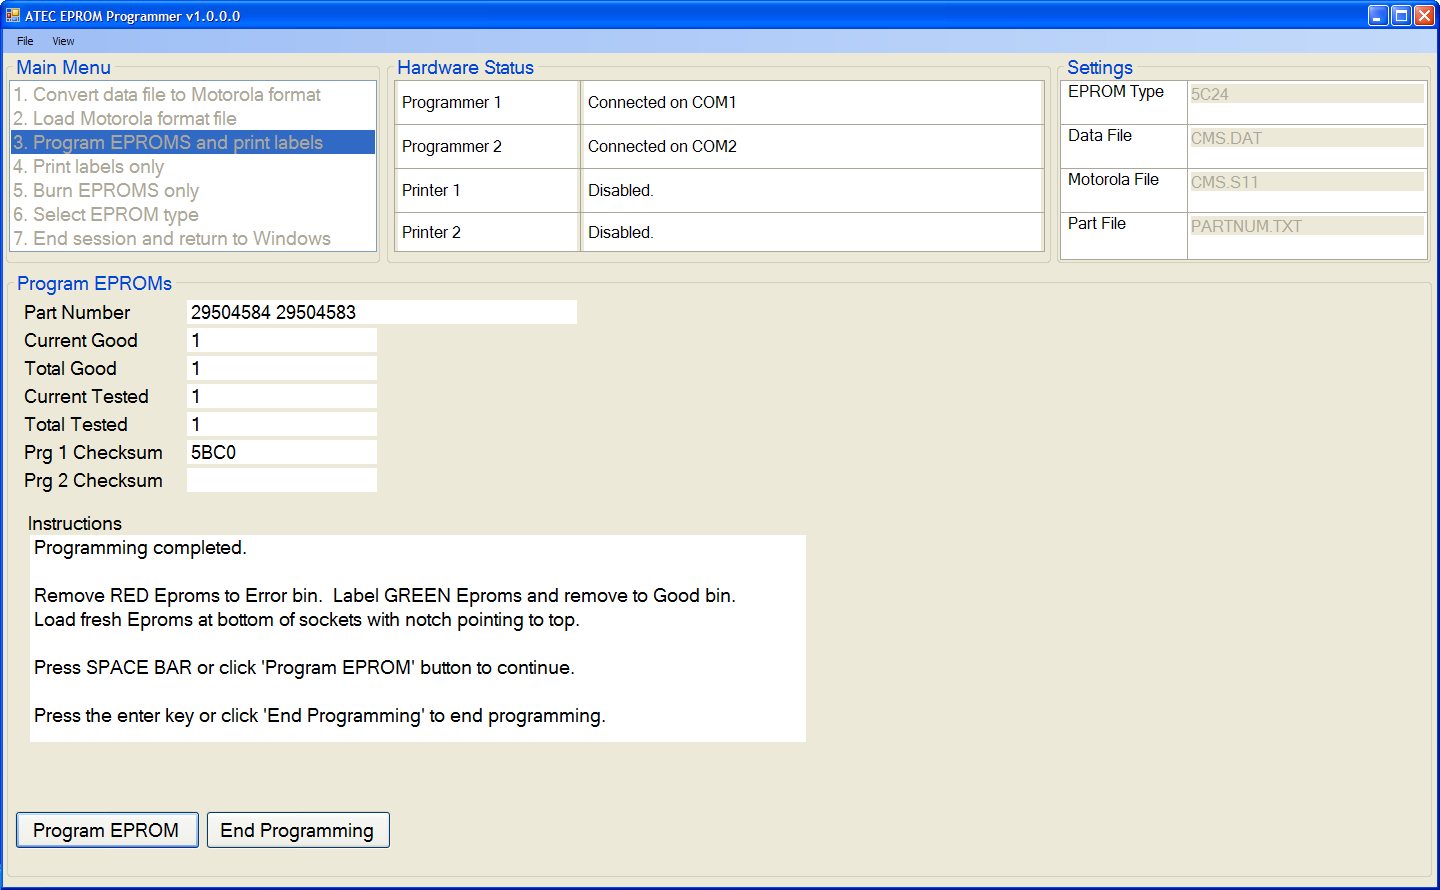 ATEC EPROM Programmer v1.0.0.0
File View
Main Menu
1. Convert data file to Motorola format
2. Load Motorola format file
3. Program EPROMS and print labels
4. Print labels only
5. Burn EPROMS only
6. Select EPROM type
7. End session and return to Windows
Hardware Status
Programmer 1 Connected on COM1
Programmer 2 Connected on COM2
Printer 1 Disabled.
Printer 2 Disabled.
Settings
EPROM Type 5C24
Data File CMS.DAT
Motorola File CMS.S11
Part File PARTNUM.TXT
Program EPROMs
Part Number 29504584 29504583
Current Good 1
Total Good 1
Current Tested 1
Total Tested 1
Prg 1 Checksum 5BC0
Prg 2 Checksum
Instructions
Programming completed.
Remove RED Eproms to Error bin. Label GREEN Eproms and remove to Good bin.
Load fresh Eproms at bottom of sockets with notch pointing to top.
Press SPACE BAR or click 'Program EPROM' button to continue.
Press the enter key or click 'End Programming' to end programming.
Program EPROM End Programming